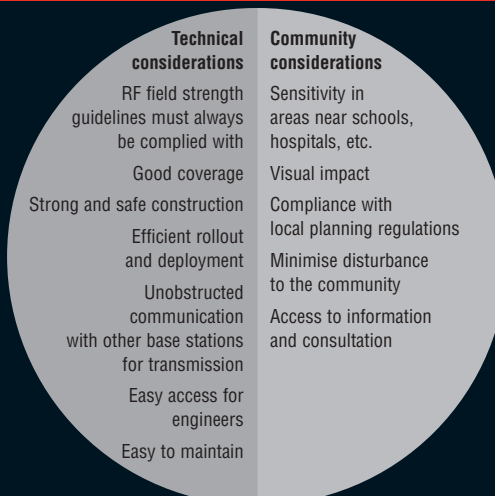 Technical
considerations
RF field strength
guidelines must always
be complied with
Good coverage
Strong and safe construction
Efficient rollout
and deployment
Unobstructed
communication
with other base stations
for transmission
Easy access for
engineers
Easy to maintain
Community
considerations
Sensitivity in
areas near schools,
hospitals, etc.
Visual impact
Compliance with
local planning regulations
Minimise disturbance
to the community
Access to information
and consultation